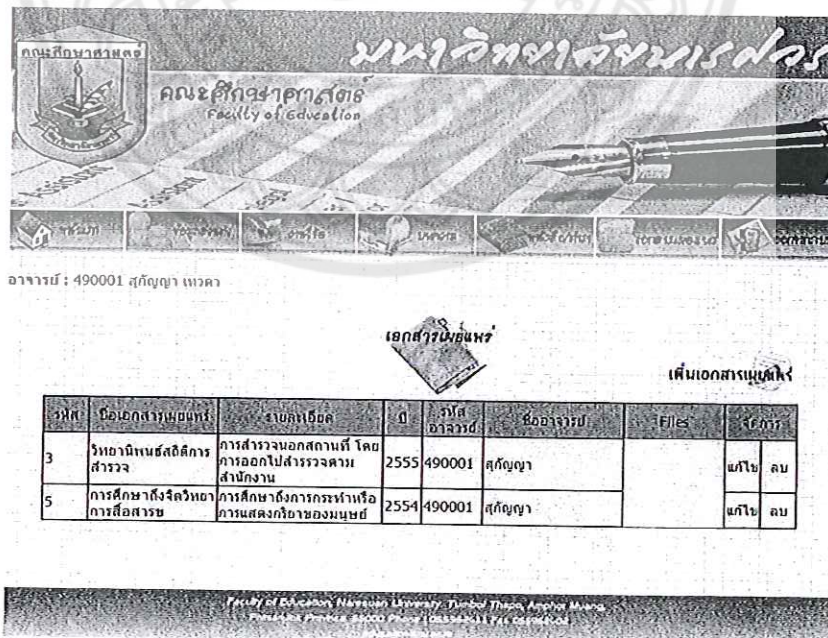 มหาวิทยาลัยนเรศวร
คณะศึกษาศาสตร์
คณะศึกษาศาสตร์
Faculty of Education
Assistant
บทความ
อาจารย์ : 490001 สุกัญญา เทวดา
เอกสารเผยแพร่
เพิ่มเอกสารเผยแพร่
รหัส ชื่อเอกสารเผยแพร่ รายละเอียด ปี รหัสอาจารย์ ชื่ออาจารย์ Files จัดการ
3 วิทยานิพนธ์สถิติการ การสำรวจนอกสถานที่ โดย
สำรวจ การออกไปสำรรวจตาม 2555 490001 สุกัญญา แก้ไข ลบ
สำนักงาน
5 การศึกษาถึงจิตวิทยา การศึกษาถึงการกระทำหรือ 2554 490001 สุกัญญา แก้ไข ลบ
การสื่อสารข การแสดงกริยาของมนุษย์
Faculty of Education, Naresuan University, Tumbol Thapo, Amphor Muang,